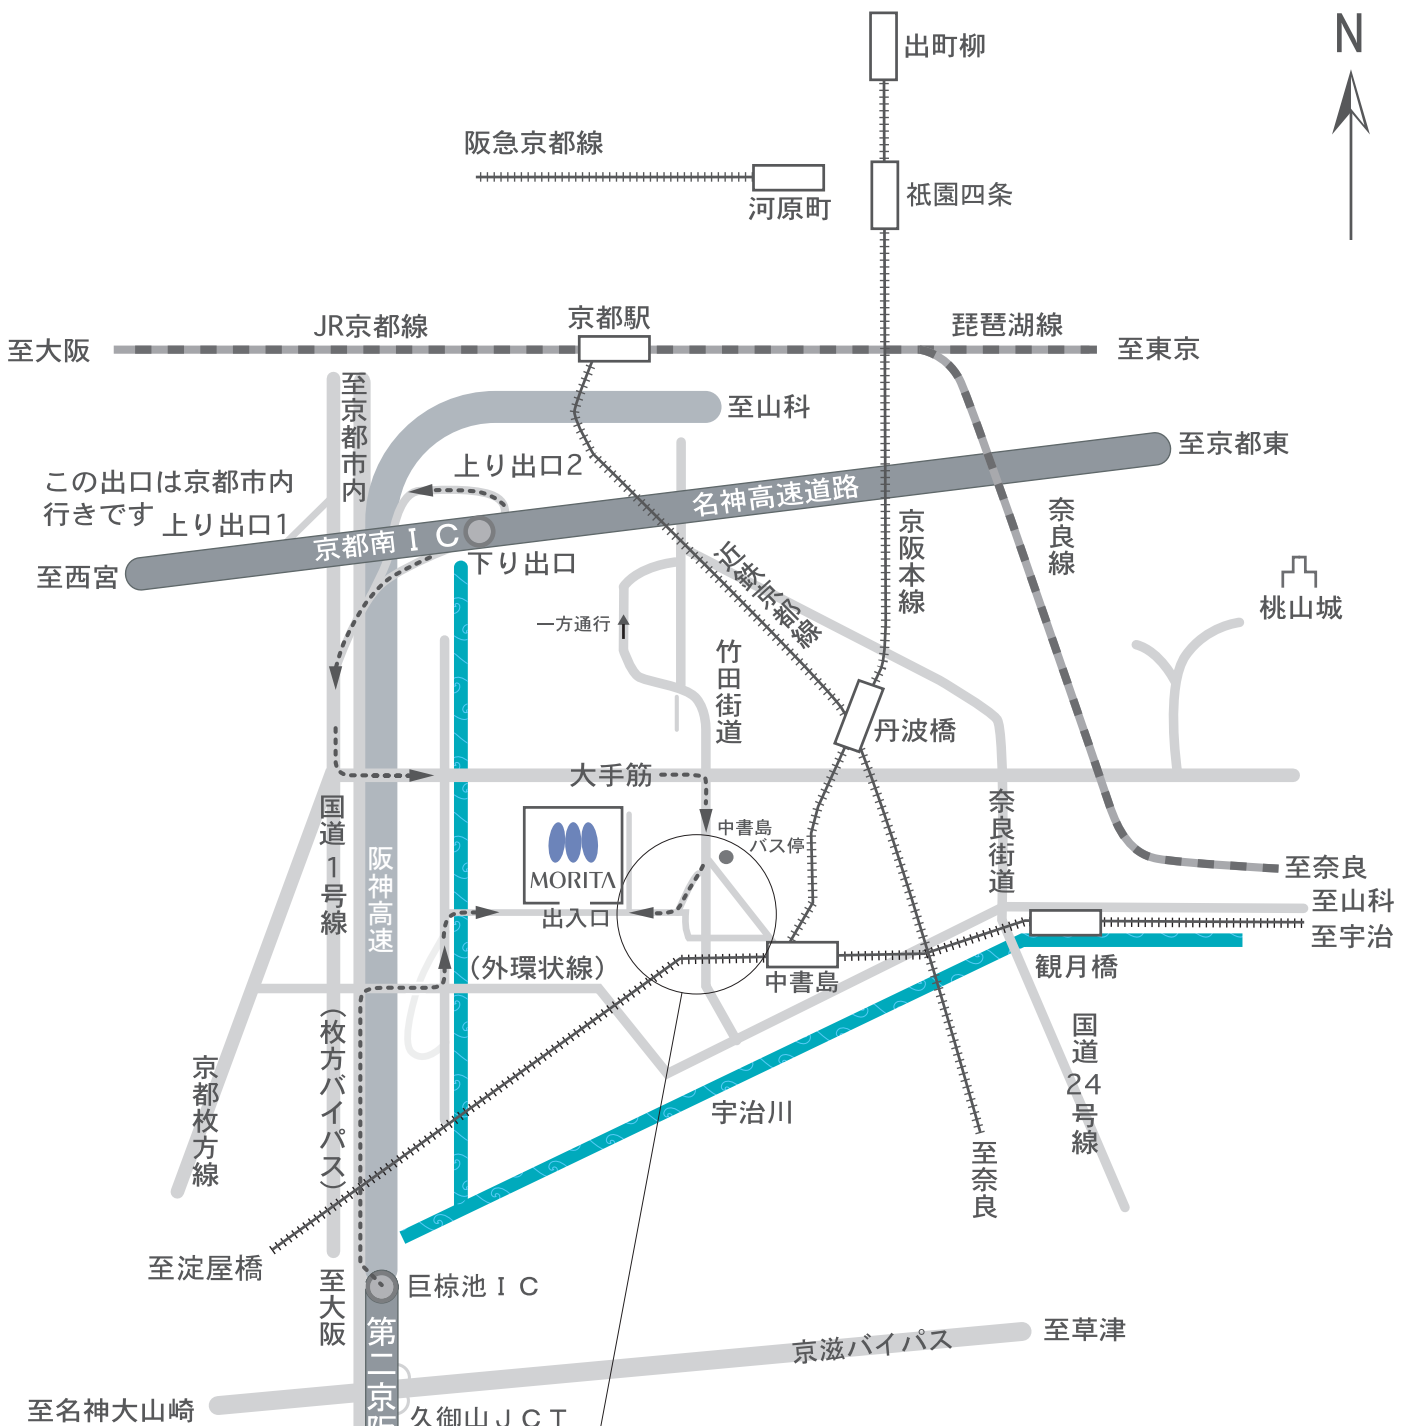 N
出町柳
阪急京都線
河原町
祇園四条
京都駅
JR京都線
琵琶湖線
至大阪
至東京
至京都市内
至山科
至京都東
上り出口2
この出口は京都市内
行きです
上り出口1
名神高速道路
京都南ＩＣ
下り出口
至西宮
近鉄京都線
京阪本線
奈良線
桃山城
一方通行
竹田街道
丹波橋
大手筋
国道1号線
阪神高速
MORITA
出入口
中書島
バス停
奈良街道
至奈良
至山科
至宇治
観月橋
(外環状線)
中書島
(枚方バイパス)
京都枚方線
国道24号線
宇治川
至奈良
至淀屋橋
至大阪
巨椋池ＩＣ
第二京阪
京滋バイパス
至草津
至名神大山崎
久御山ＪＣＴ